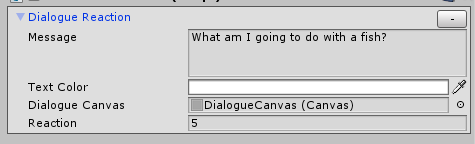 Dialogue Reaction
-
Message
What am I going to do with a fish?
Text Color
Dialogue Canvas
DialogueCanvas (Canvas)
Reaction
5